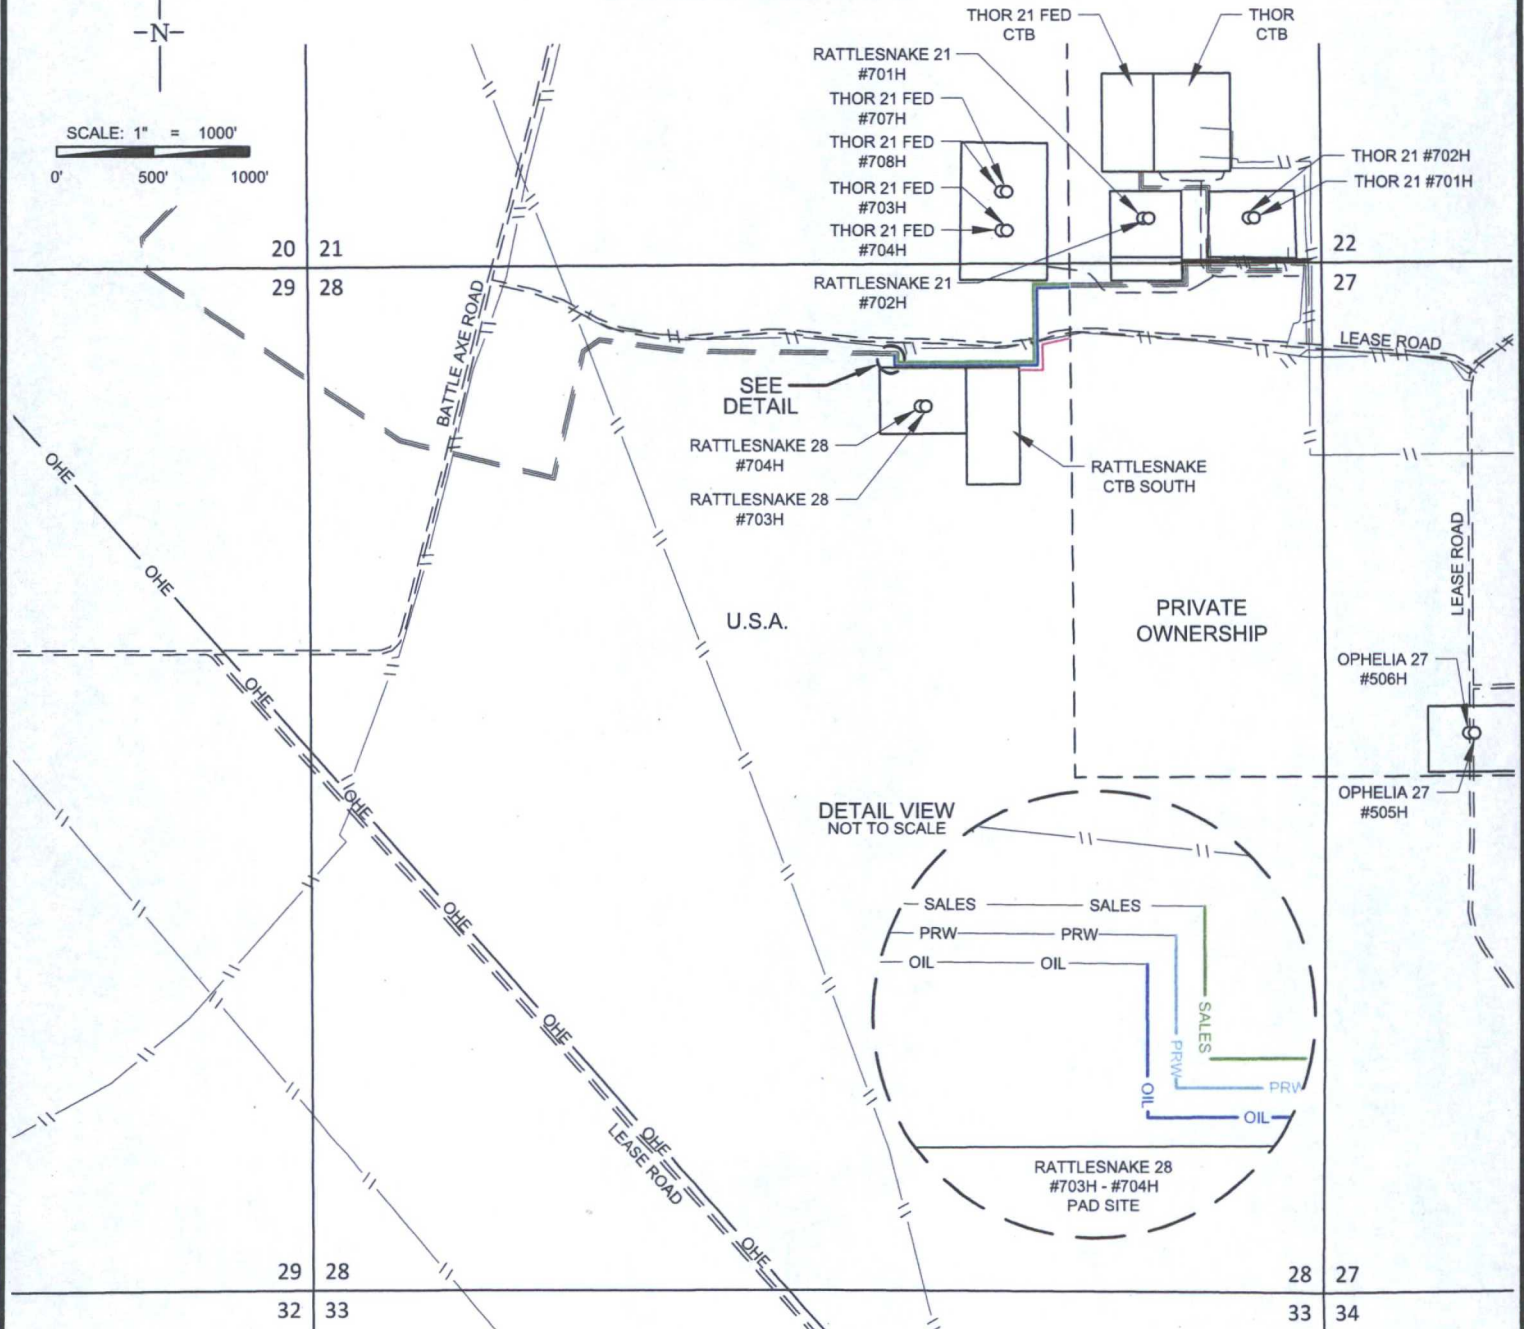 -N-
SCALE: 1" = 1000'
0' 500' 1000'
THOR 21 FED
CTB
THOR
CTB
RATTLESNAKE 21
#701H
THOR 21 FED
#707H
THOR 21 FED
#708H
THOR 21 FED
#703H
THOR 21 FED
#704H
RATTLESNAKE 21
#702H
THOR 21 #702H
THOR 21 #701H
20 21
29 28
22
27
BATTLE AXE ROAD
LEASE ROAD
SEE
DETAIL
RATTLESNAKE 28
#704H
RATTLESNAKE 28
#703H
RATTLESNAKE
CTB SOUTH
OHE
OHE
OHE
OHE
OHE
OHE
OHE
OHE
LEASE ROAD
LEASE ROAD
U.S.A.
PRIVATE
OWNERSHIP
OPHELIA 27
#506H
OPHELIA 27
#505H
DETAIL VIEW
NOT TO SCALE
SALES SALES
PRW PRW
OIL OIL
SALES
PRW
OIL
PRW
OIL
RATTLESNAKE 28
#703H - #704H
PAD SITE
29 28
32 33
28 27
33 34